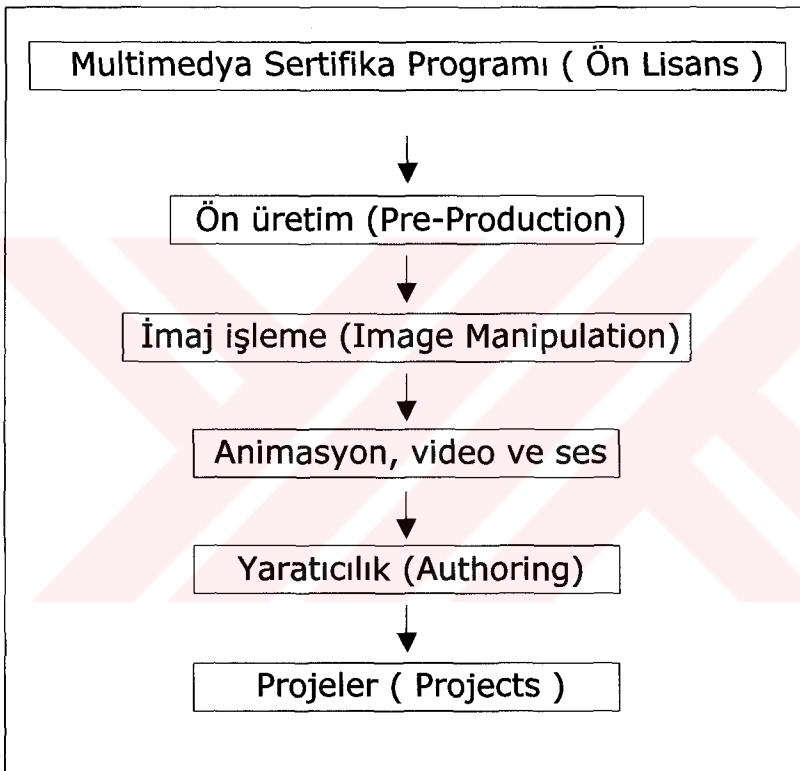 Multimedya Sertifika Programı ( Ön Lisans )
Ön üretim (Pre-Production)
İmaj işleme (Image Manipulation)
Animasyon, video ve ses
Yaratıcılık (Authoring)
Projeler ( Projects )